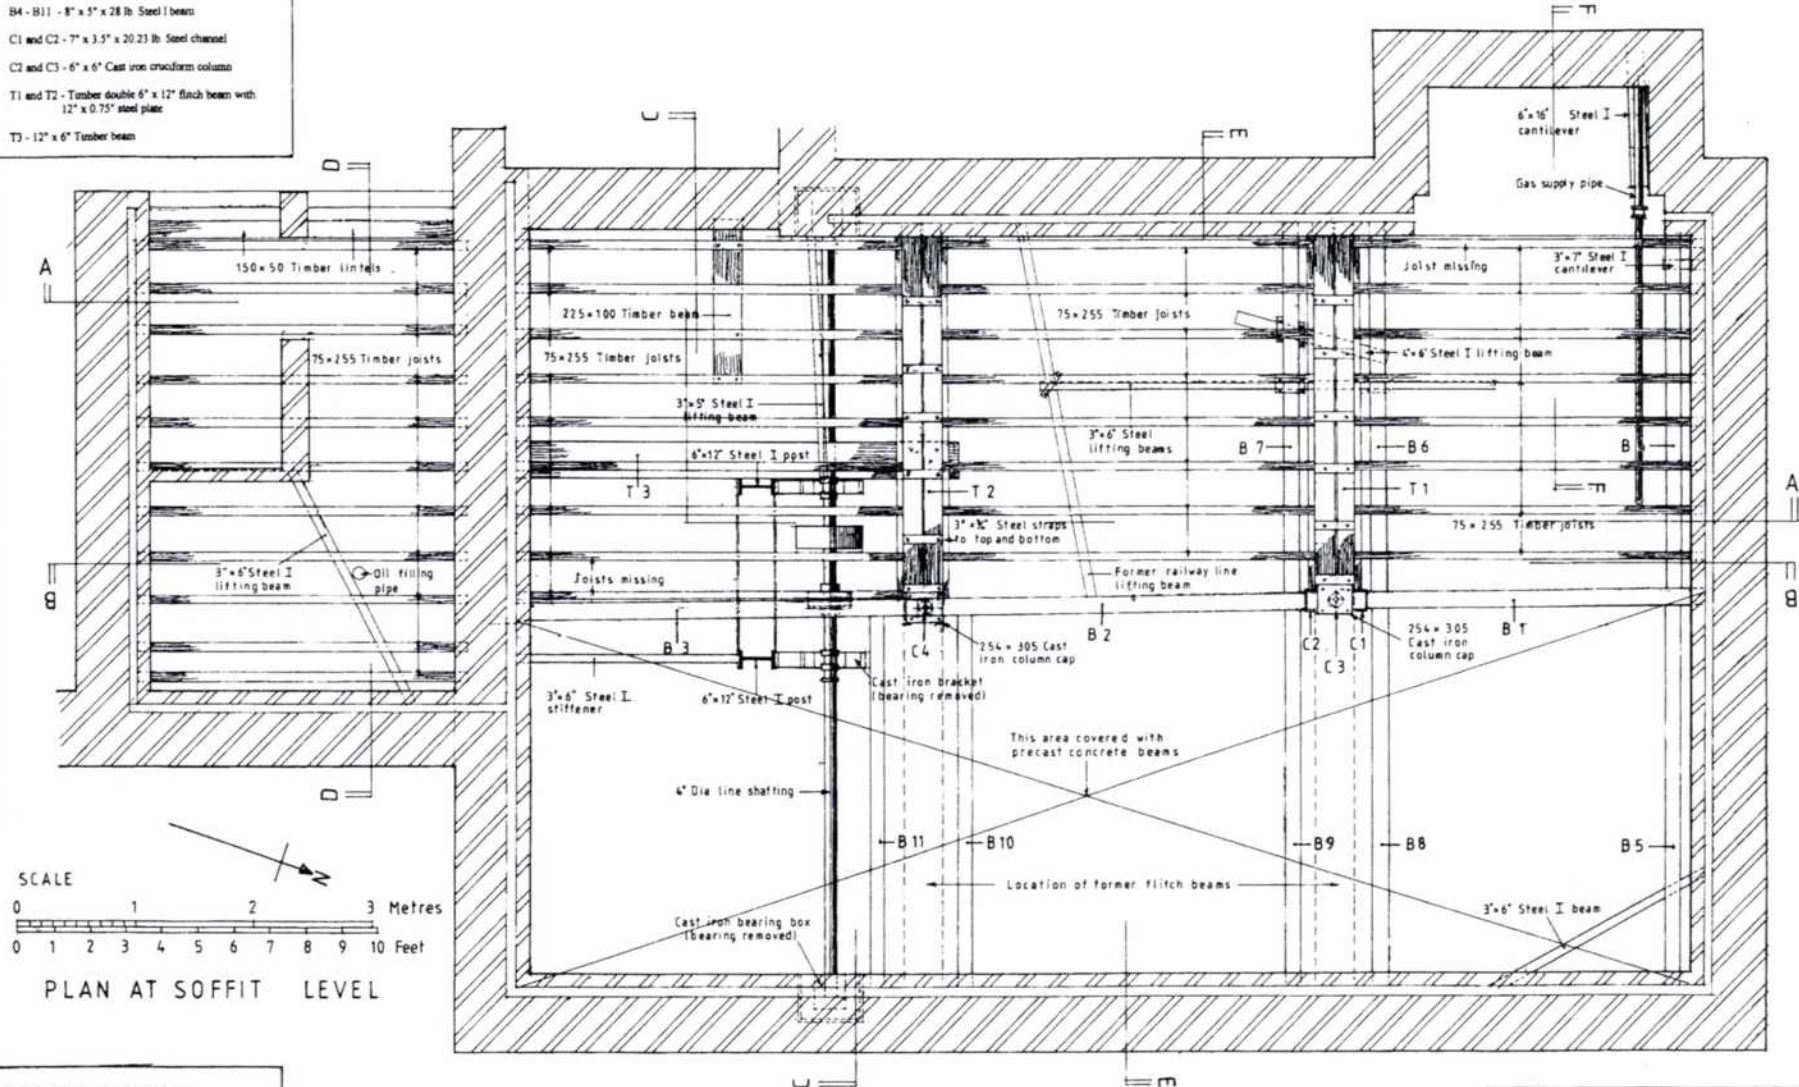 B4 - B11 - 8" x 5" x 28 lb. Steel I beam
C1 and C2 - 7" x 3.5" x 20.23 lb. Steel channel
C2 and C3 - 6" x 6" Cast iron cruciform column
T1 and T2 - Timber double 6" x 12" flitch beam with
12" x 0.75" steel plate
T3 - 12" x 6" Timber beam
F
C
E
D
6"×16" Steel I
cantilever
Gas supply pipe
A
150×50 Timber lintels
Joist missing
3"×7" Steel I
cantilever
225×100 Timber beam
75×255 Timber joists
75×255 Timber joists
75×255 Timber joists
4"×6" Steel I lifting beam
3"×5" Steel I
lifting beam
3"×6" Steel
lifting beams
B 7
B 6
B
6"×12" Steel I post
T 3
T 2
T 1
F
A
3"×¾" Steel straps
to top and bottom
75×255 Timber joists
3"×6" Steel I
lifting beam
Oil filling
pipe
Joists missing
Former railway line
lifting beam
B
B
B 3
C4
254×305 Cast
iron column cap
B 2
C2
C1
C3
254×305
Cast iron
column cap
B 1
3"×6" Steel I
stiffener
6"×12" Steel I post
Cast iron bracket
(bearing removed)
This area covered with
precast concrete beams
D
4" Dia line shafting
B11
B10
B9
B8
B5
N
SCALE
0 1 2 3 Metres
0 1 2 3 4 5 6 7 8 9 10 Feet
Location of former flitch beams
3"×6" Steel I beam
Cast iron bearing box
(bearing removed)
PLAN AT SOFFIT LEVEL
C
E